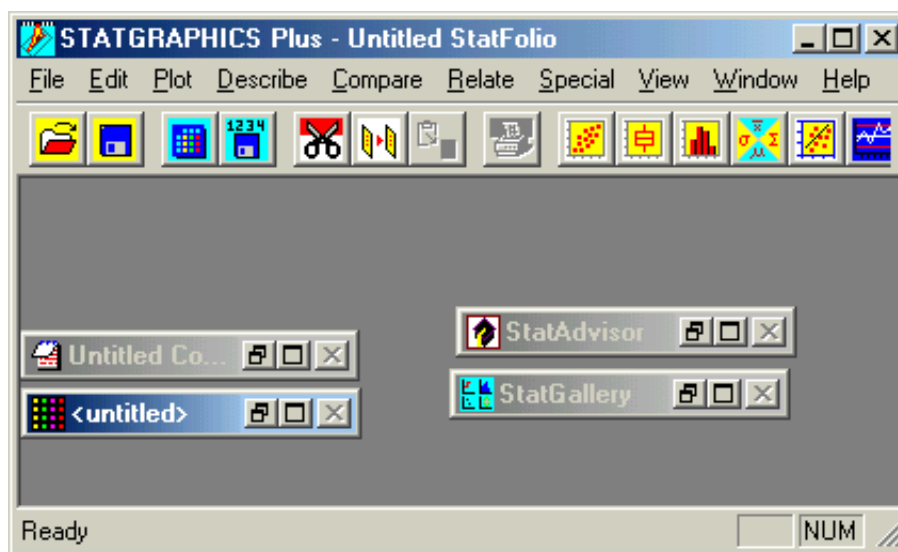 STATGRAPHICS Plus - Untitled StatFolio
File Edit Plot Describe Compare Relate Special View Window Help
1234
StatAdvisor
Untitled Co...
StatGallery
<untitled>
Ready NUM